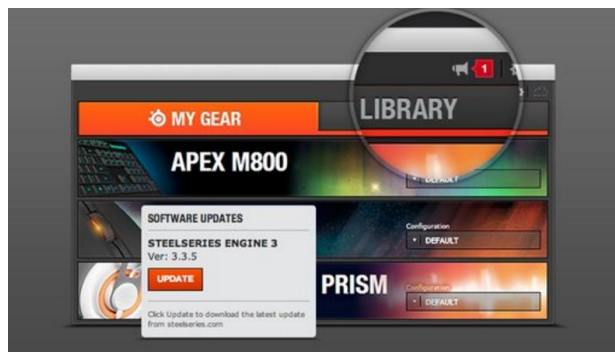 1
LIBRARY
MY GEAR
APEX M800
DEFAULT
SOFTWARE UPDATES
STEELSERIES ENGINE 3
Ver: 3.3.5
UPDATE
Click Update to download the latest update
from steelseries.com
Configuration
DEFAULT
PRISM
Configuration
DEFAULT